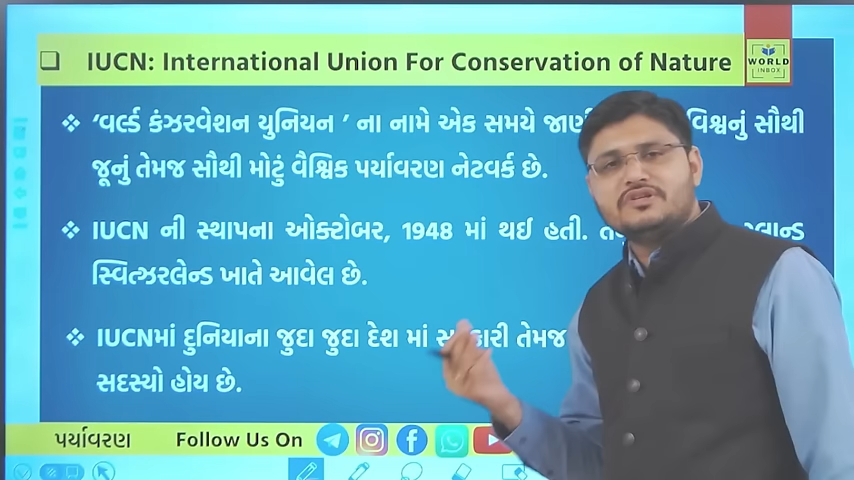 IUCN: International Union For Conservation of Nature
WORLD
INBOX
'વર્લ્ડ કંઝરવેશન યુનિયન ' ના નામે એક સમયે વિશ્વનું સૌથી
જૂનું તેમજ સૌથી મોટું વૈશ્વિક પર્યાવરણ નેટવર્ક છે.
IUCN ની સ્થાપના ઓક્ટોબર, 1948 માં થઈ હતી.
સ્વિત્ઝરલેન્ડ ખાતે આવેલ છે.
IUCNમાં દુનિયાના જુદા જુદા દેશ માં તેમજ
સદસ્યો હોય છે.
પર્યાવરણ Follow Us On